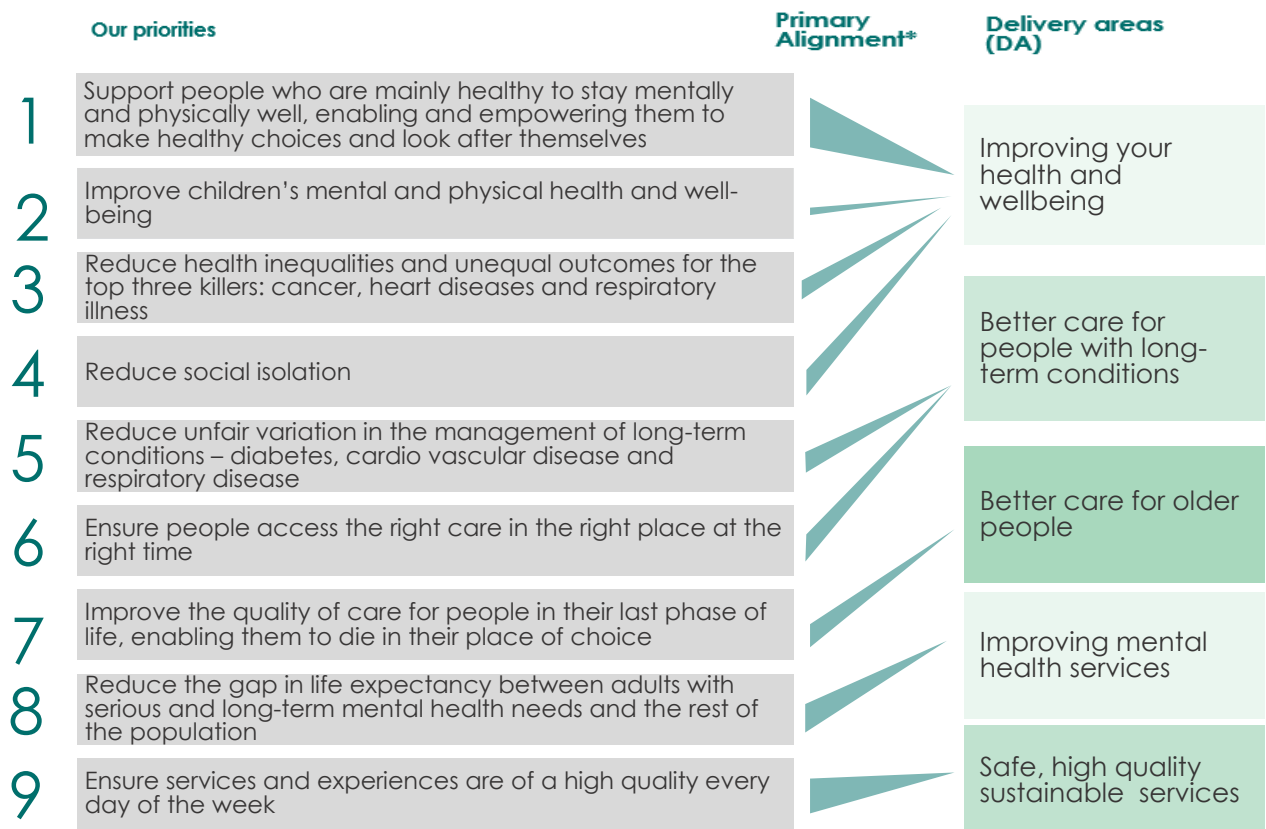 Our priorities
Primary
Alignment*
Delivery areas
(DA)
1
Support people who are mainly healthy to stay mentally
and physically well, enabling and empowering them to
make healthy choices and look after themselves
2
Improve children’s mental and physical health and well-
being
3
Reduce health inequalities and unequal outcomes for the
top three killers: cancer, heart diseases and respiratory
illness
4
Reduce social isolation
5
Reduce unfair variation in the management of long-term
conditions – diabetes, cardio vascular disease and
respiratory disease
6
Ensure people access the right care in the right place at the
right time
7
Improve the quality of care for people in their last phase of
life, enabling them to die in their place of choice
8
Reduce the gap in life expectancy between adults with
serious and long-term mental health needs and the rest of
the population
9
Ensure services and experiences are of a high quality every
day of the week
Improving your
health and
wellbeing
Better care for
people with long-
term conditions
Better care for older
people
Improving mental
health services
Safe, high quality
sustainable services